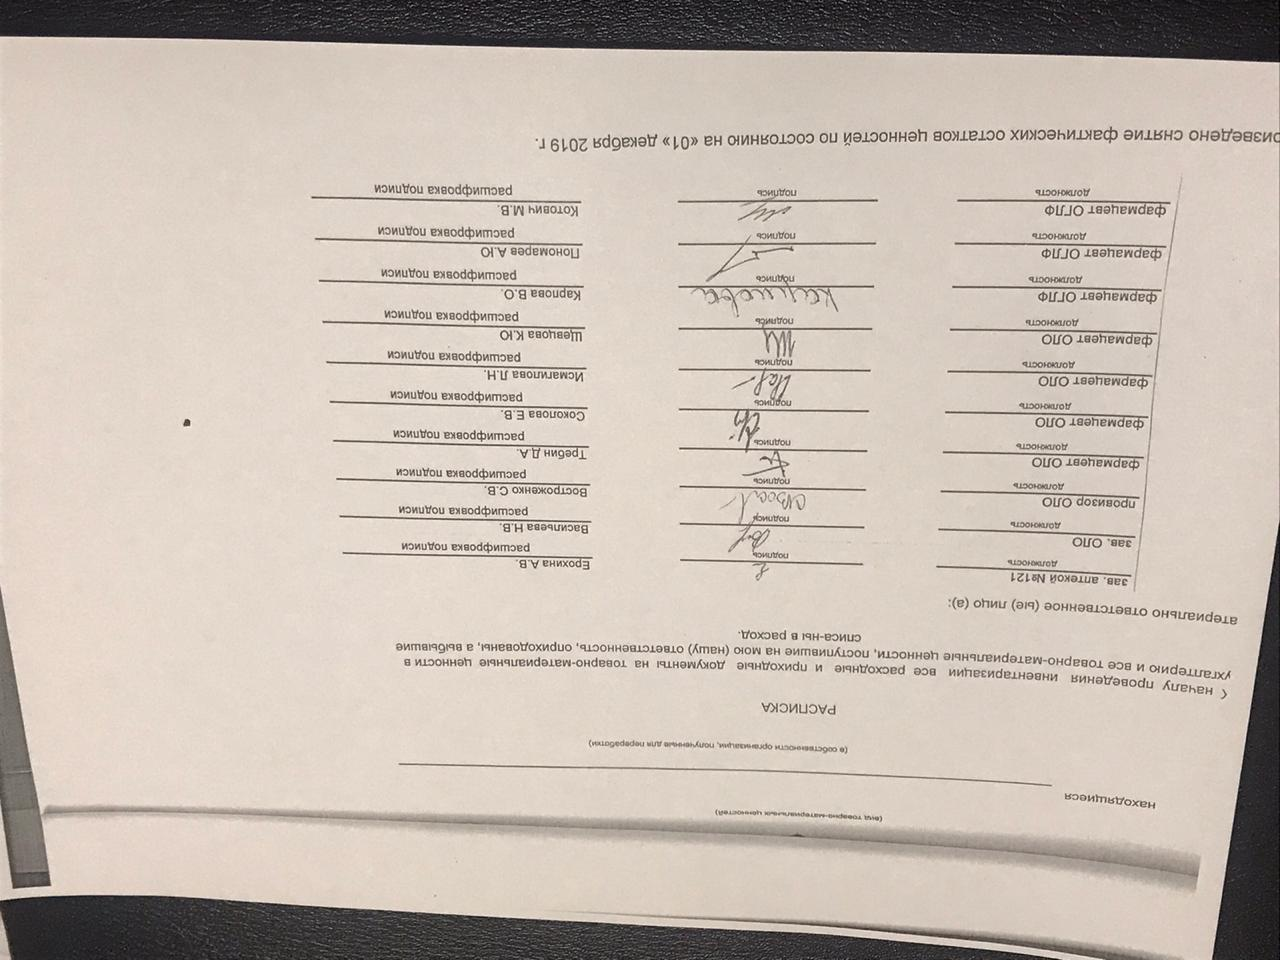 (вид товарно-материальных ценностей)
находящиеся
(в собственности организации, полученные для переработки)
РАСПИСКА
К началу проведения инвентаризации все расходные и приходные документы на товарно-материальные ценности в
ухгалтерию и все товарно-материальные ценности, поступившие на мою (нашу) ответственность, оприходованы, а выбывшие
списа-ны в расход.
атериально ответственное (ые) лицо (а):
зав. аптекой №121 Ерохина А.В.
должность подпись расшифровка подписи
зав. ОЛО Васильева Н.В.
должность подпись расшифровка подписи
провизор ОЛО Востроженко С.В.
должность подпись расшифровка подписи
фармацевт ОЛО Требин Д.А.
должность подпись расшифровка подписи
фармацевт ОЛО Соколова Е.В.
должность подпись расшифровка подписи
фармацевт ОЛО Исмагилова Л.Н.
должность подпись расшифровка подписи
фармацевт ОЛО Щевцова К.Ю
должность подпись расшифровка подписи
фармацевт ОГЛФ Карпова В.О.
должность подпись расшифровка подписи
фармацевт ОГЛФ Пономарев А.Ю
должность подпись расшифровка подписи
фармацевт ОГЛФ Котович М.В.
должность подпись расшифровка подписи
оизведено снятие фактических остатков ценностей по состоянию на «01» декабря 2019 г.